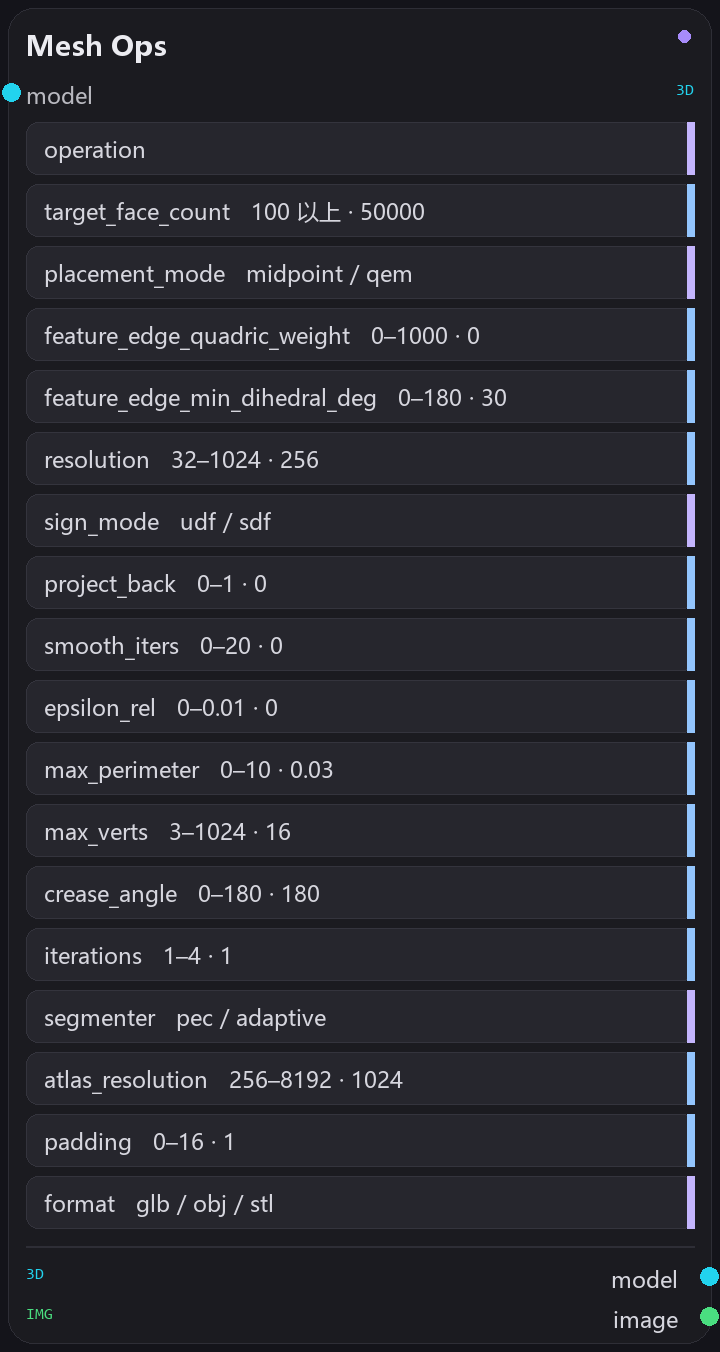 Mesh Ops
model 3D
operation
target_face_count 100 以上 · 50000
placement_mode midpoint / qem
feature_edge_quadric_weight 0–1000 · 0
feature_edge_min_dihedral_deg 0–180 · 30
resolution 32–1024 · 256
sign_mode udf / sdf
project_back 0–1 · 0
smooth_iters 0–20 · 0
epsilon_rel 0–0.01 · 0
max_perimeter 0–10 · 0.03
max_verts 3–1024 · 16
crease_angle 0–180 · 180
iterations 1–4 · 1
segmenter pec / adaptive
atlas_resolution 256–8192 · 1024
padding 0–16 · 1
format glb / obj / stl
3D model
IMG image